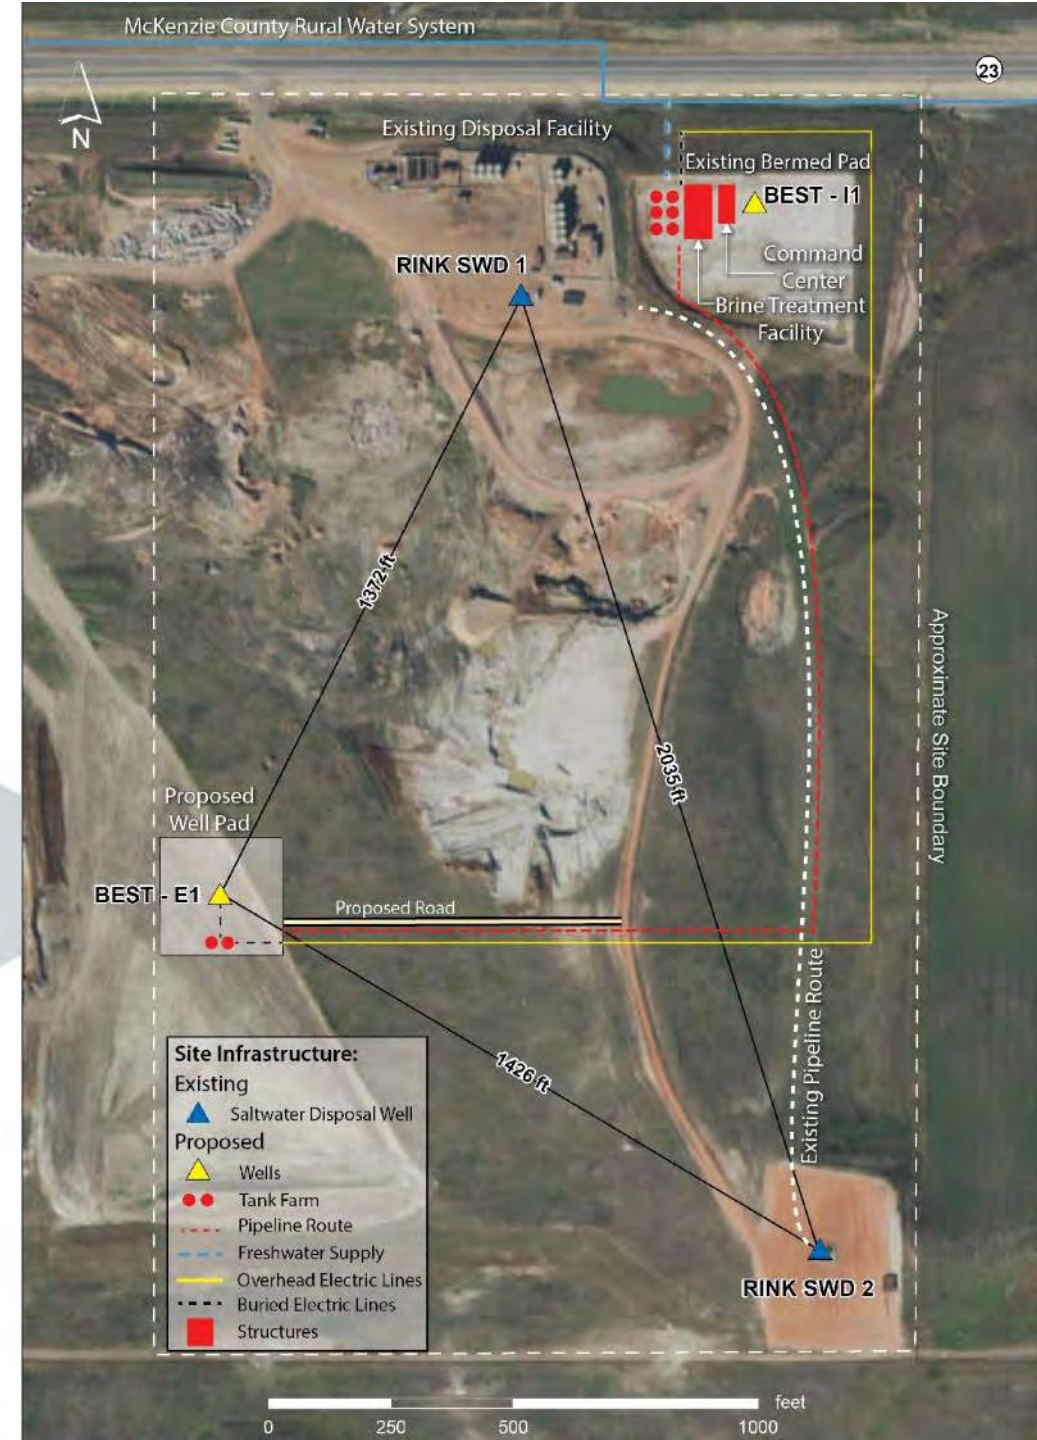 McKenzie County Rural Water System
23
N
Existing Disposal Facility
Existing Bermed Pad
BEST - I1
RINK SWD 1
Command
Center
Brine Treatment
Facility
1372 ft
2035 ft
Approximate Site Boundary
Proposed
Well Pad
BEST - E1
Proposed Road
Existing Pipeline Route
1426 ft
Site Infrastructure:
Existing
Saltwater Disposal Well
Proposed
Wells
Tank Farm
Pipeline Route
Freshwater Supply
Overhead Electric Lines
Buried Electric Lines
Structures
RINK SWD 2
feet
0 250 500 1000